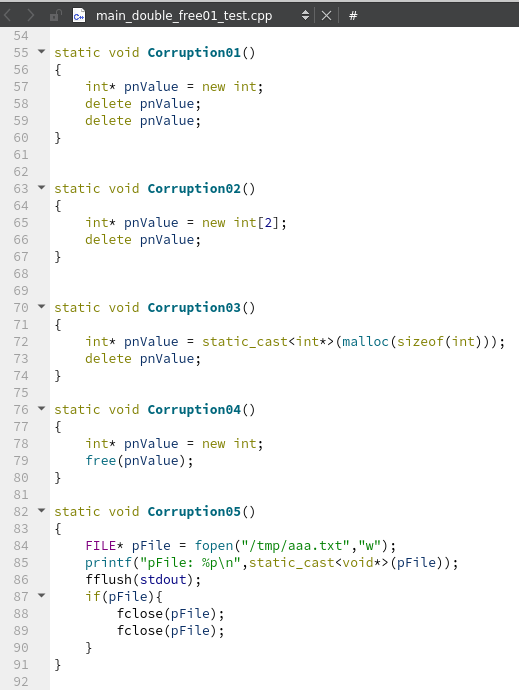 main_double_free01_test.cpp #
54
55 static void Corruption01()
56 {
57     int* pnValue = new int;
58     delete pnValue;
59     delete pnValue;
60 }
61
62
63 static void Corruption02()
64 {
65     int* pnValue = new int[2];
66     delete pnValue;
67 }
68
69
70 static void Corruption03()
71 {
72     int* pnValue = static_cast<int*>(malloc(sizeof(int)));
73     delete pnValue;
74 }
75
76 static void Corruption04()
77 {
78     int* pnValue = new int;
79     free(pnValue);
80 }
81
82 static void Corruption05()
83 {
84     FILE* pFile = fopen("/tmp/aaa.txt","w");
85     printf("pFile: %p\n",static_cast<void*>(pFile));
86     fflush(stdout);
87     if(pFile){
88         fclose(pFile);
89         fclose(pFile);
90     }
91 }
92